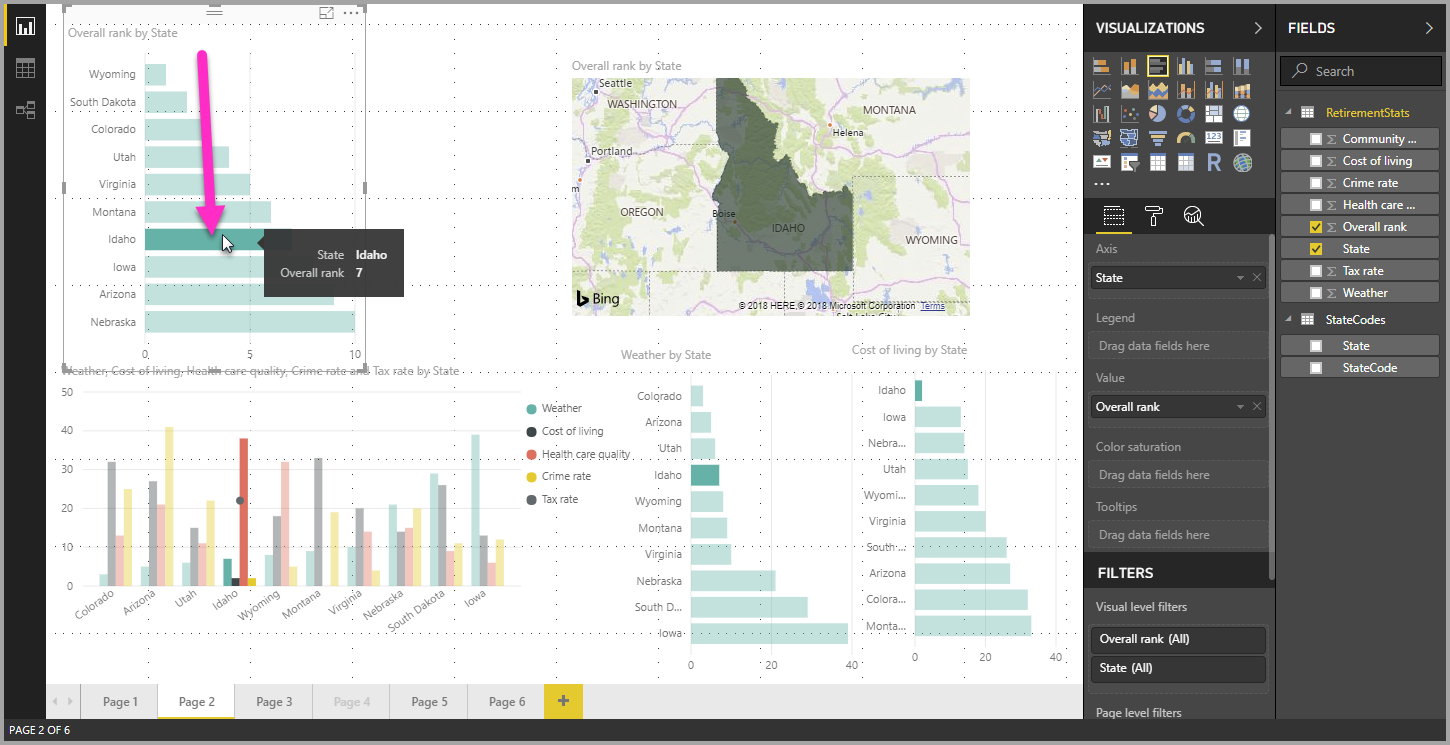 Overall rank by State
Wyoming
South Dakota
Colorado
Utah
Virginia
Montana
Idaho
Iowa
Arizona
Nebraska
0 5 10
State Idaho
Overall rank 7
Overall rank by State
Seattle
WASHINGTON
MONTANA
Helena
Portland
m
OREGON
Boise
IDAHO
WYOMING
Bing
© 2018 HERE, © 2018 Microsoft Corporation Terms
Weather, Cost of living, Health care quality, Crime rate and Tax rate by State
50
40
30
20
10
0
Colorado Arizona Utah Idaho Wyoming Montana Virginia Nebraska South Dakota Iowa
Weather
Cost of living
Health care quality
Crime rate
Tax rate
Weather by State
Colorado
Arizona
Utah
Idaho
Wyoming
Montana
Virginia
Nebraska
South D...
Iowa
0 20 40
Cost of living by State
Idaho
Iowa
Nebra...
Utah
Wyomi...
Virginia
South ...
Arizona
Colora...
Monta...
0 20 40
Page 1 Page 2 Page 3 Page 4 Page 5 Page 6 +
PAGE 2 OF 6
VISUALIZATIONS
123
R
...
Axis
State
Legend
Drag data fields here
Value
Overall rank
Color saturation
Drag data fields here
Tooltips
Drag data fields here
FILTERS
Visual level filters
Overall rank (All)
State (All)
Page level filters
FIELDS
Search
RetirementStats
Community ...
Cost of living
Crime rate
Health care ...
Overall rank
State
Tax rate
Weather
StateCodes
State
StateCode